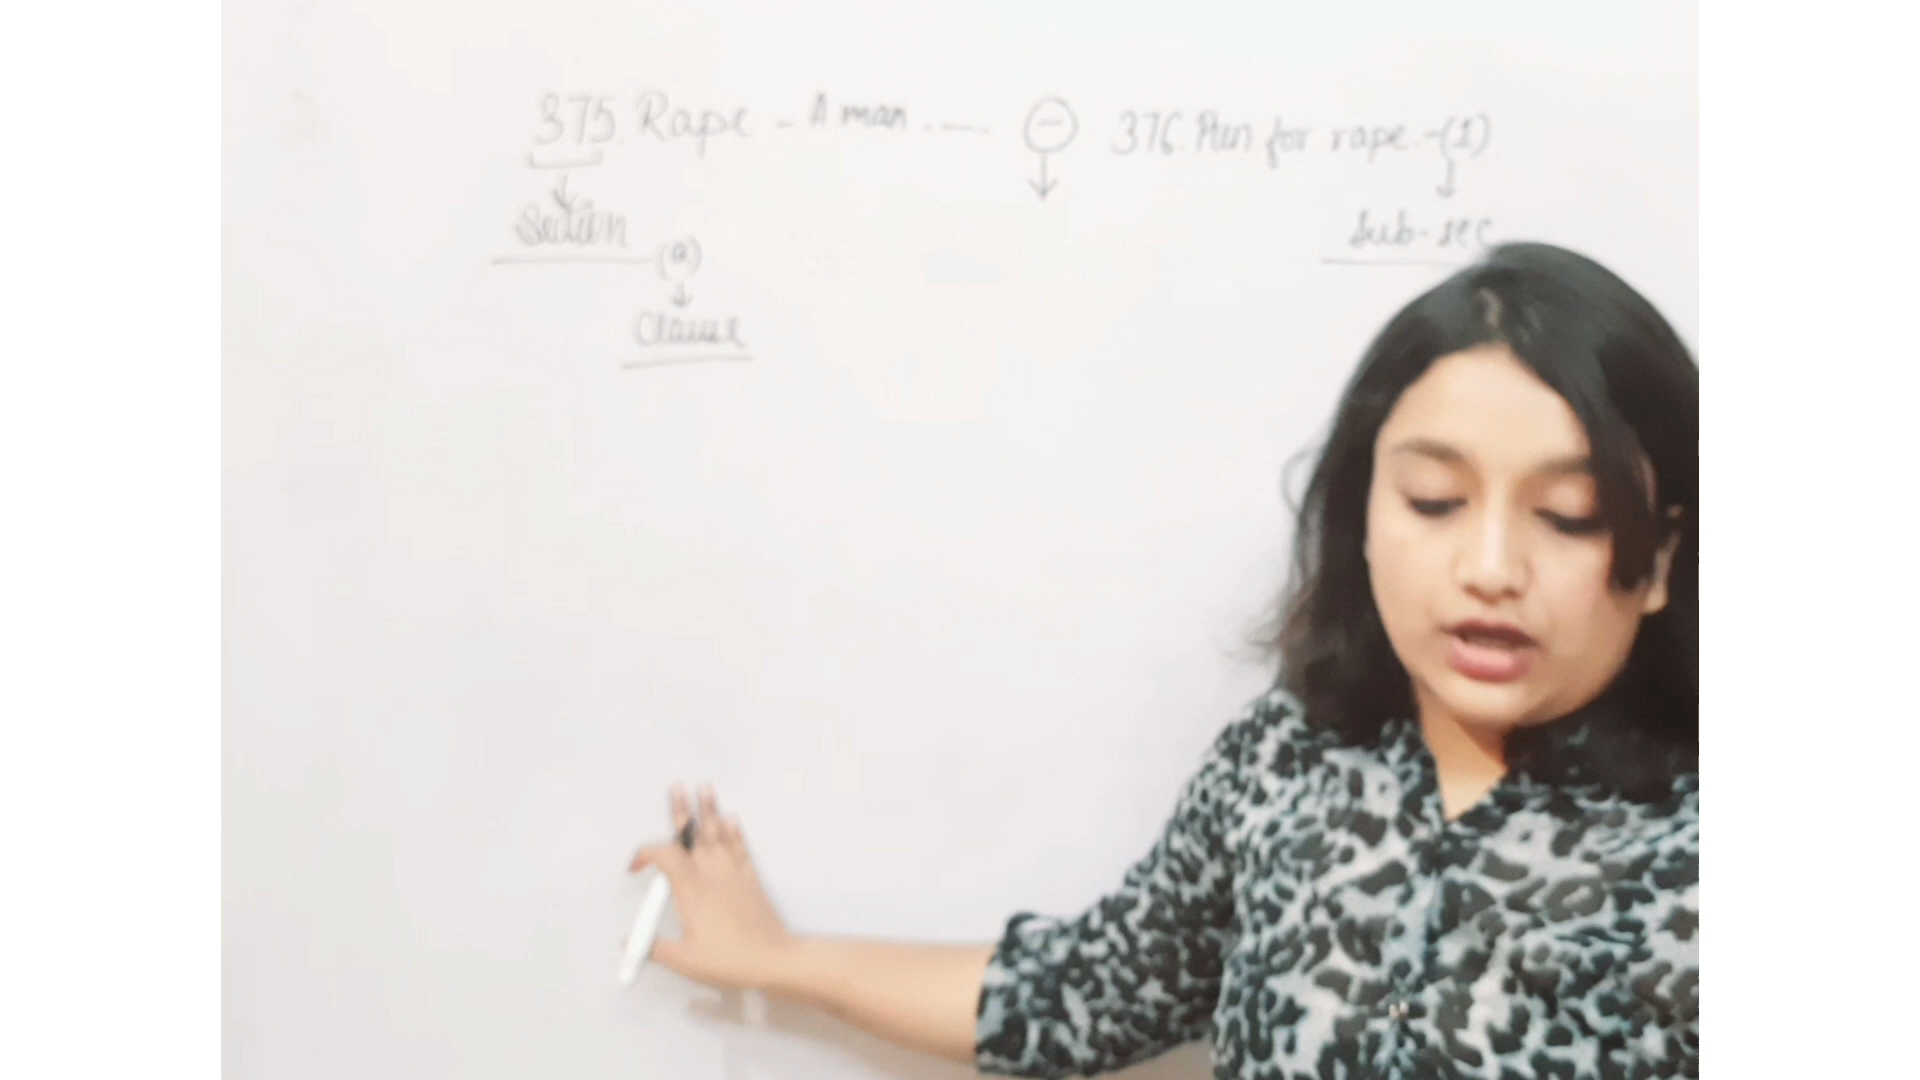 375. Rape - A man ..—.. (-) 376. Pun for rape.-(1)
Section
Sub-sec
(a)
Clause